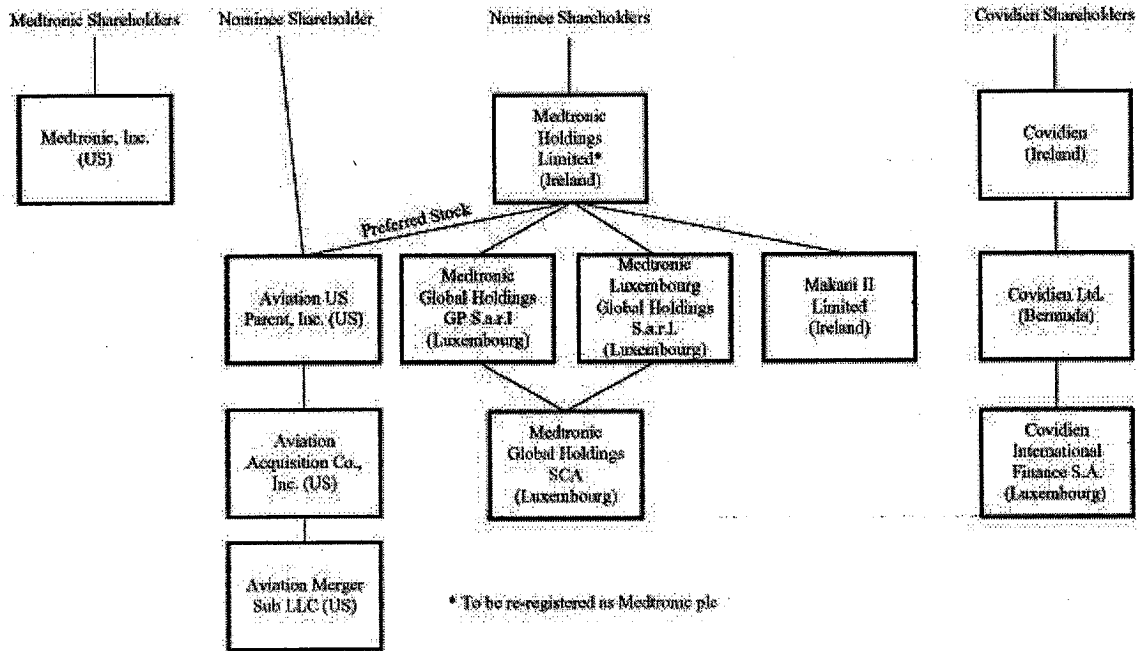 Medtronic Shareholders
Nominee Shareholder
Nominee Shareholders
Covidien Shareholders
Medtronic, Inc.
(US)
Medtronic
Holdings
Limited*
(Ireland)
Covidien
(Ireland)
Preferred Stock
Aviation US
Parent, Inc. (US)
Medtronic
Global Holdings
GP S.a.r.l
(Luxembourg)
Medtronic
Luxembourg
Global Holdings
S.a.r.l.
(Luxembourg)
Makani II
Limited
(Ireland)
Covidien Ltd.
(Bermuda)
Aviation
Acquisition Co.,
Inc. (US)
Medtronic
Global Holdings
SCA
(Luxembourg)
Covidien
International
Finance S.A.
(Luxembourg)
Aviation Merger
Sub LLC (US)
* To be re-registered as Medtronic plc